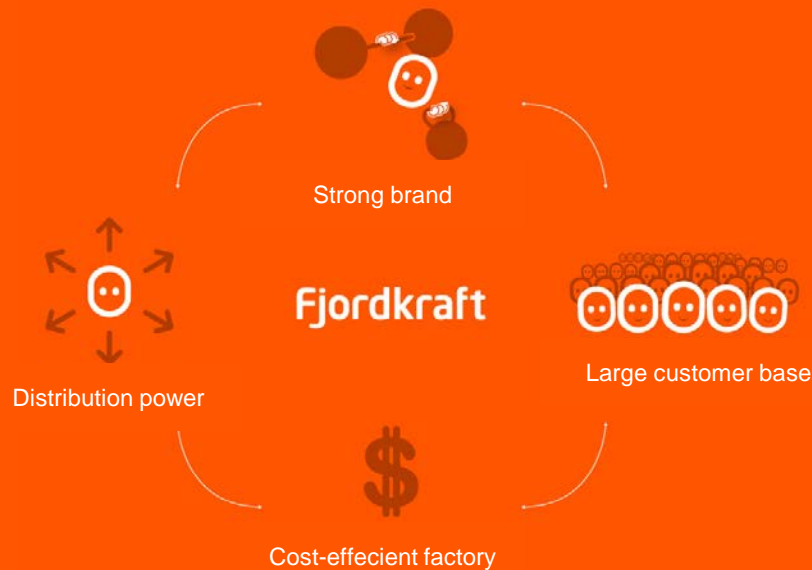 Strong brand
Fjordkraft
Large customer base
Distribution power
Cost-effecient factory